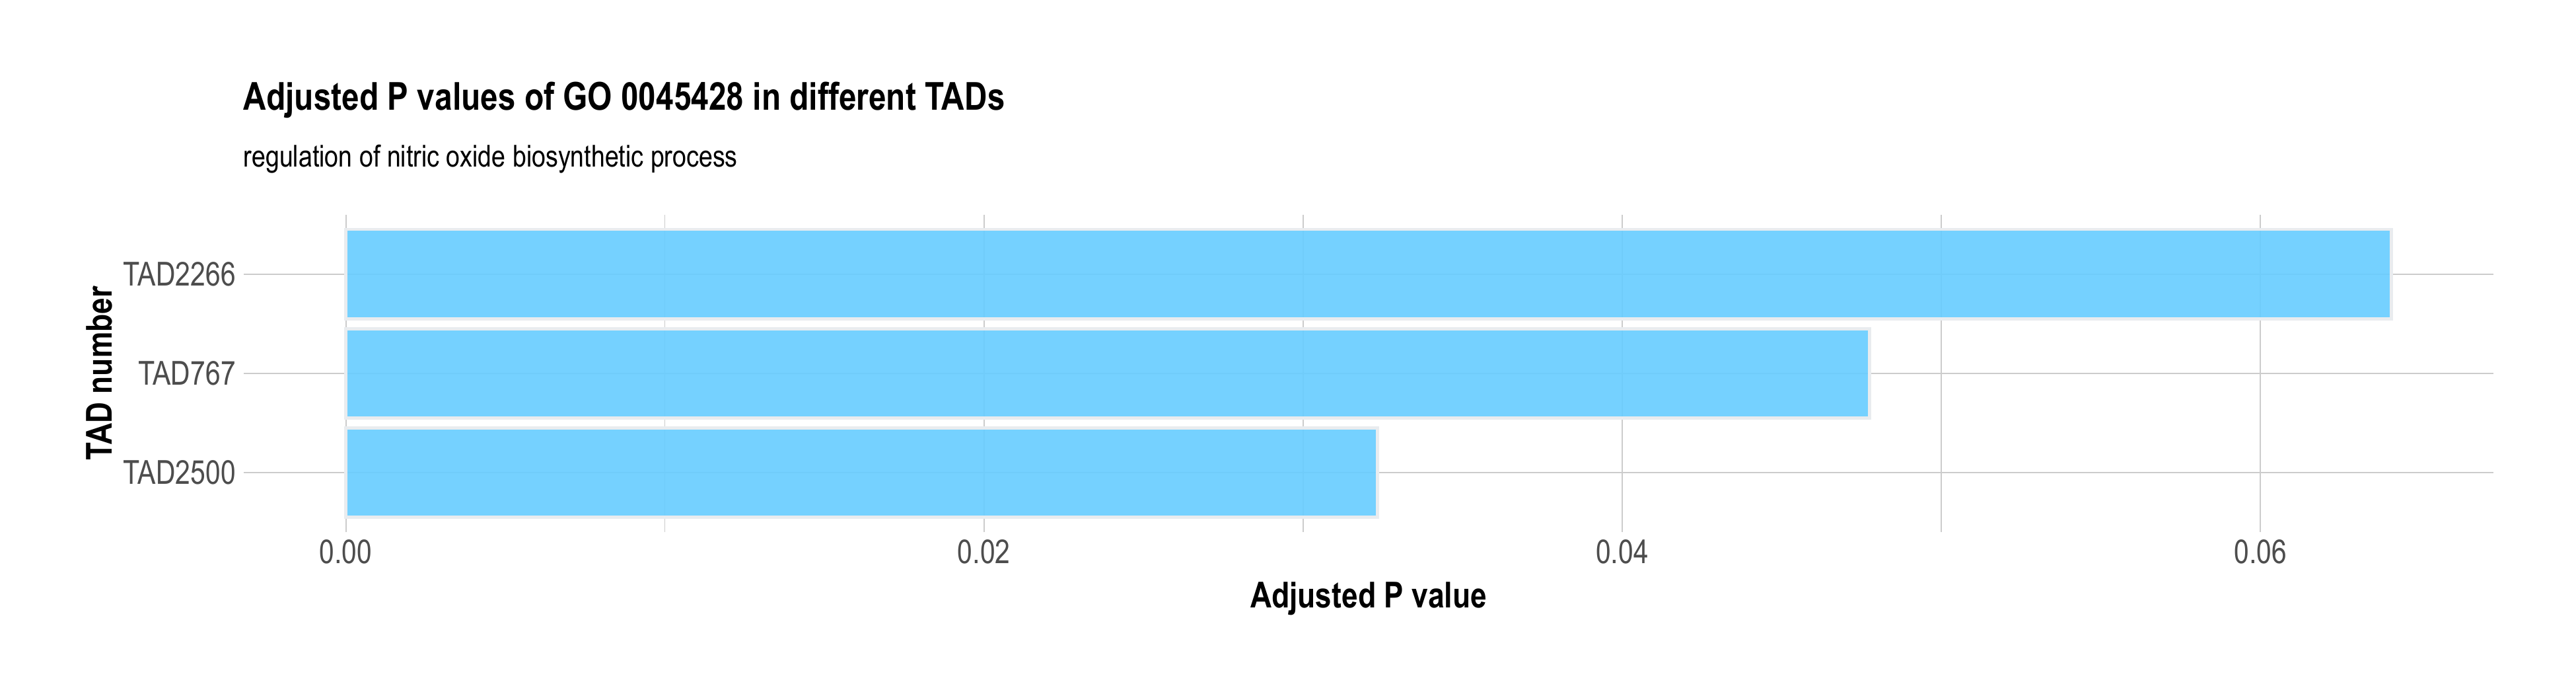 Adjusted P values of GO 0045428 in different TADs
regulation of nitric oxide biosynthetic process
TAD number
TAD2266
TAD767
TAD2500
0.00
0.02
0.04
0.06
Adjusted P value